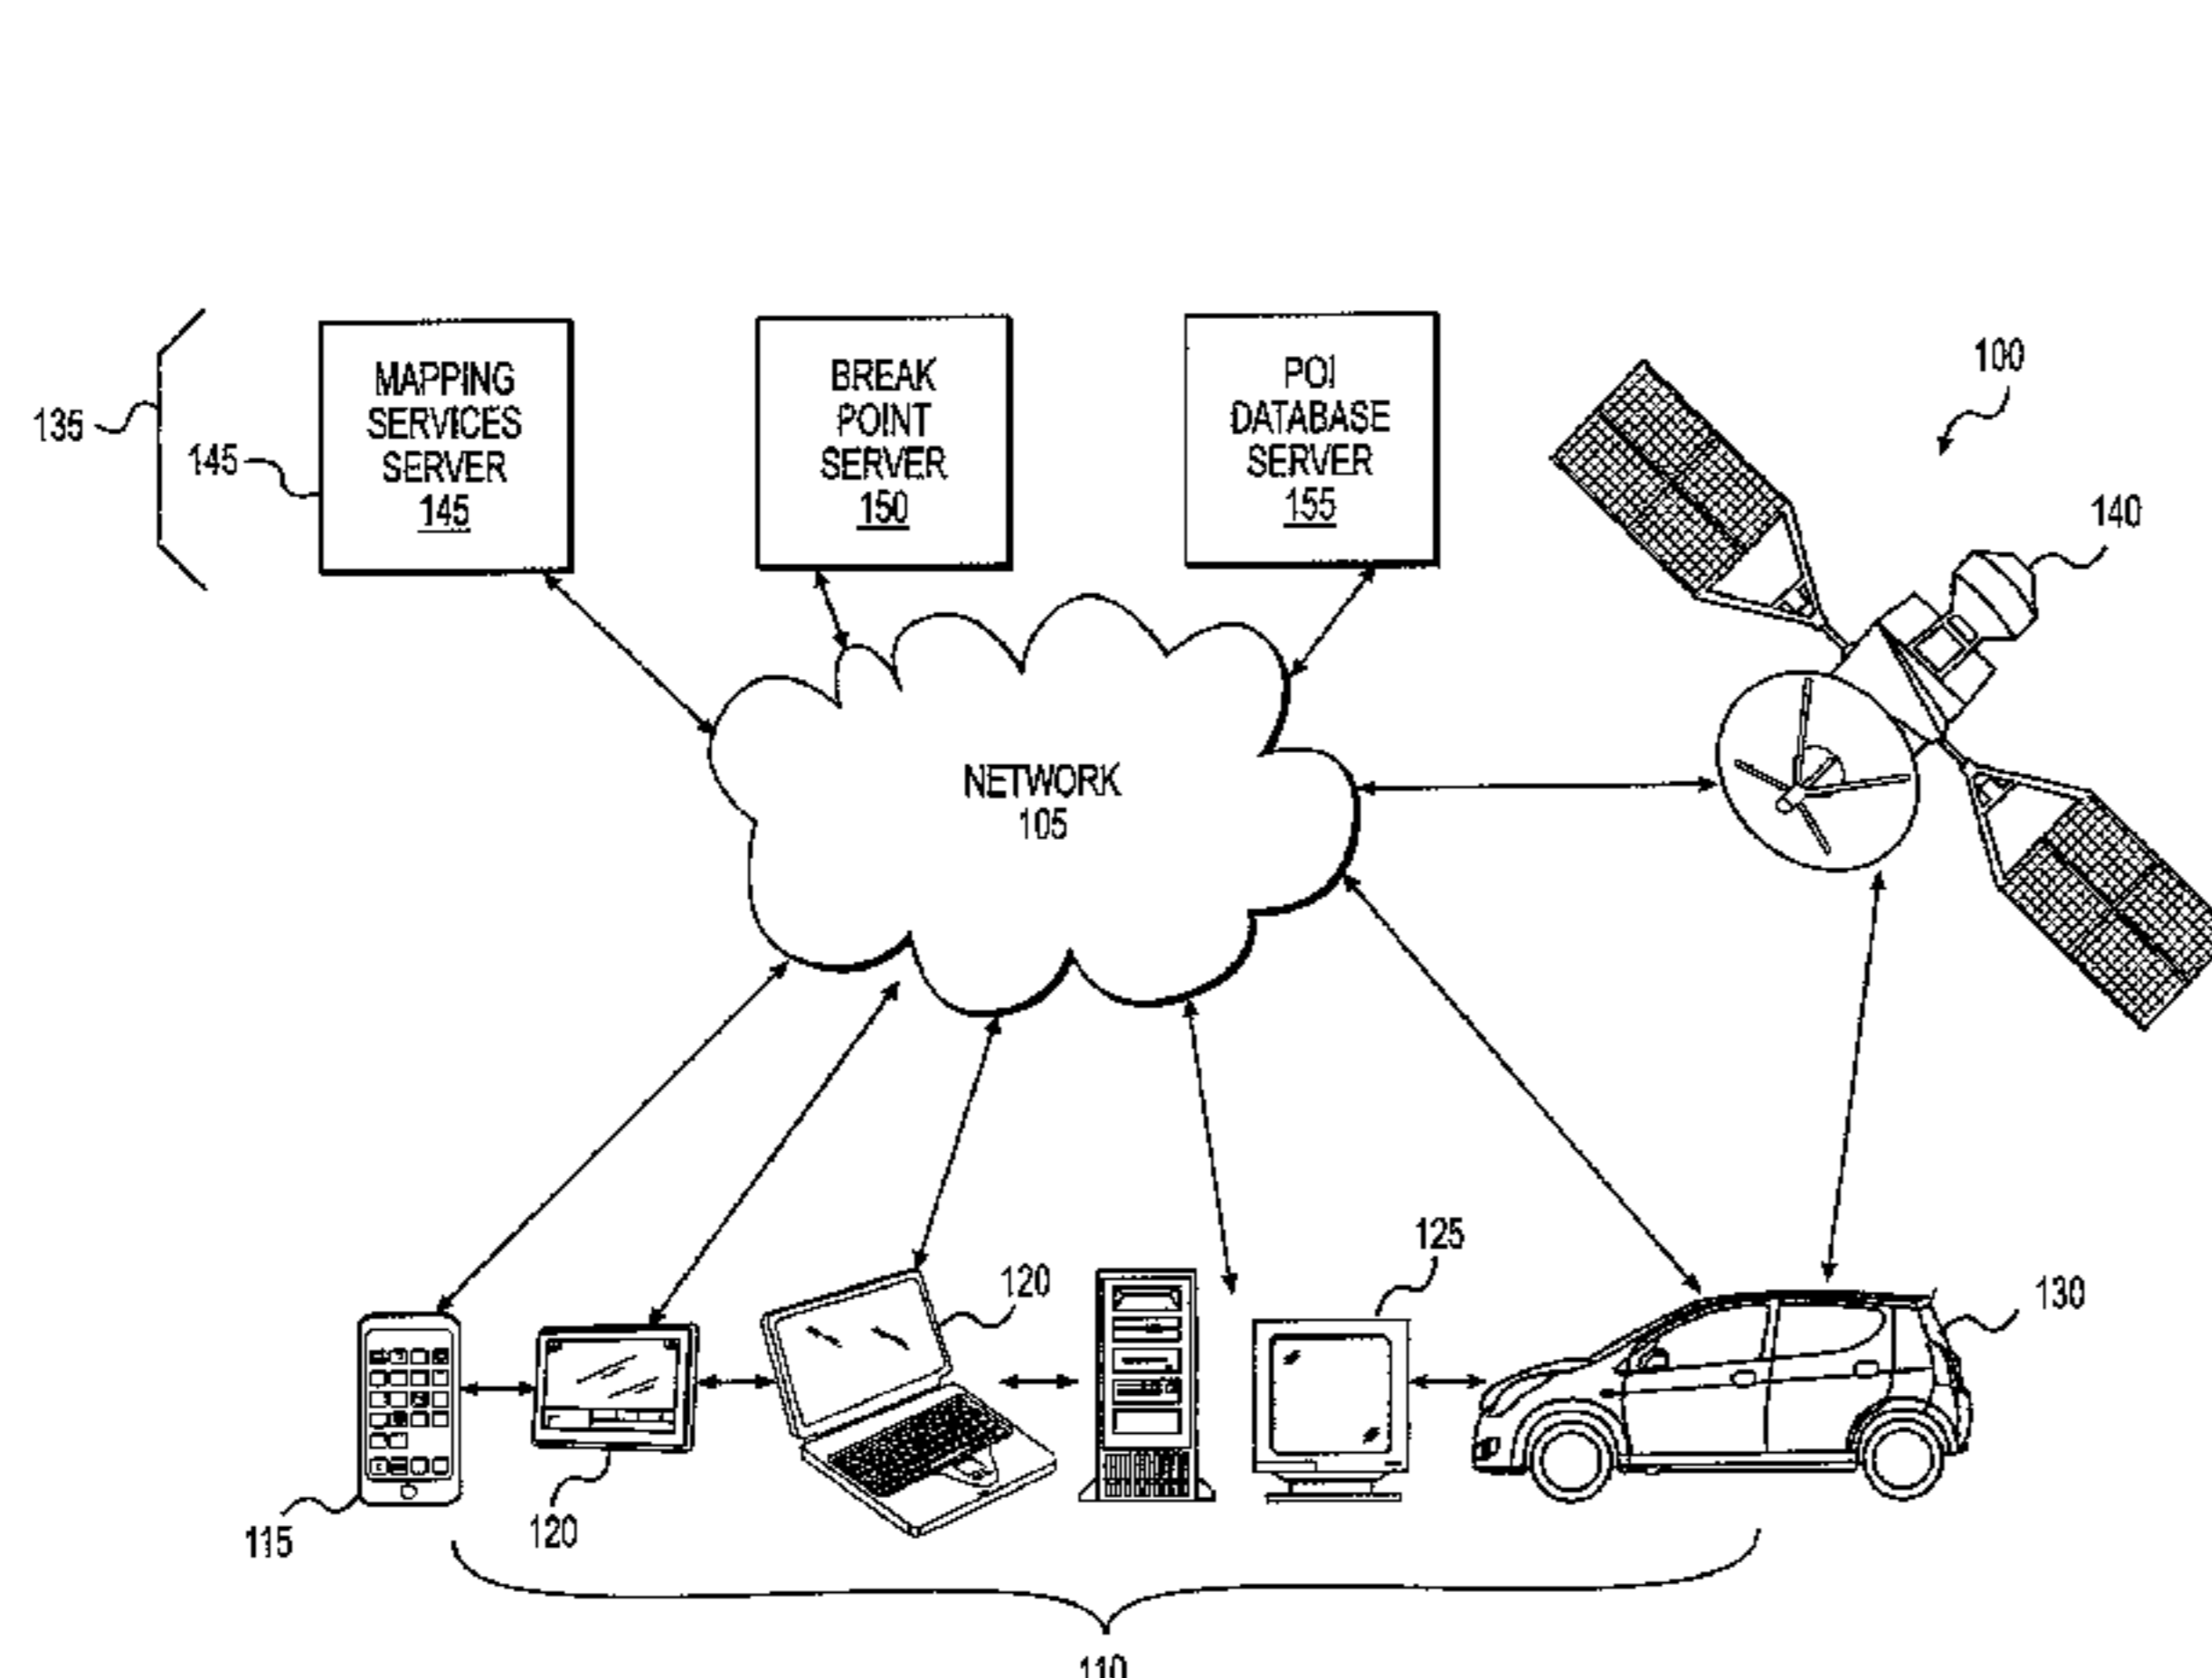 MAPPING
SERVICES
SERVER
145
BREAK
POINT
SERVER
150
POI
DATABASE
SERVER
155
100
135
145
140
NETWORK
105
125
120
130
115
120
110